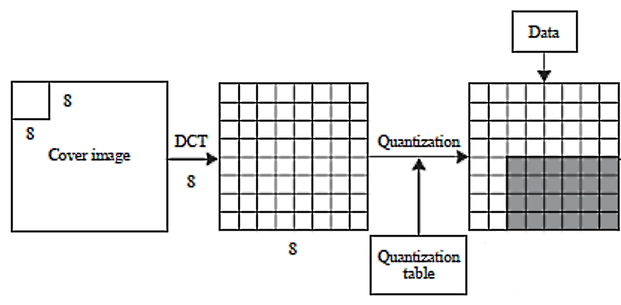 Data
8
8
Cover image
DCT
8
8
Quantization
Quantization
table